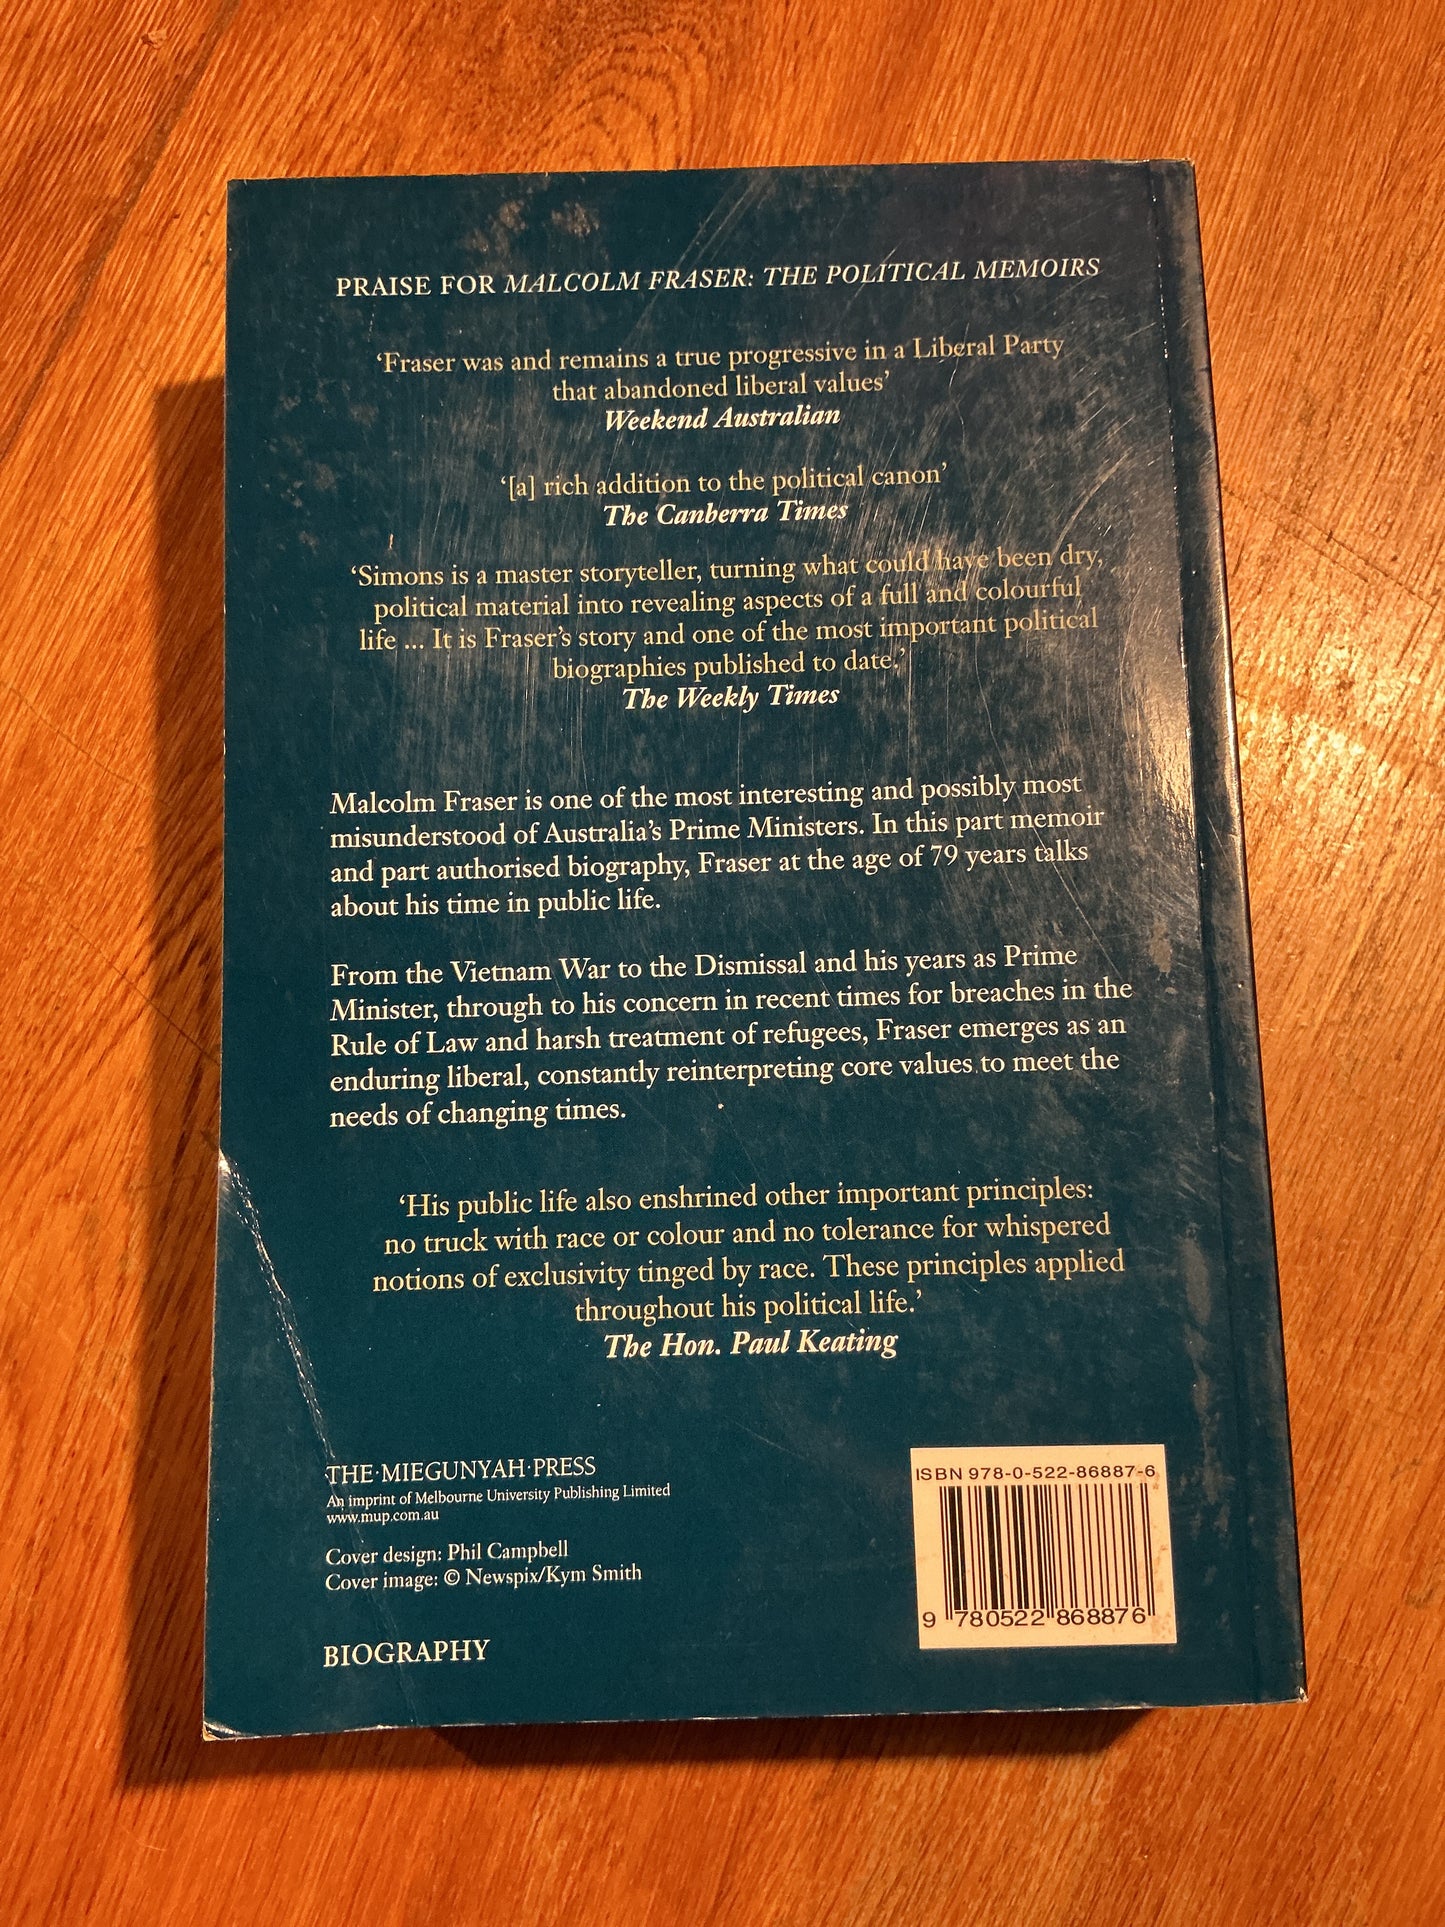 PRAISE FOR MALCOLM FRASER: THE POLITICAL MEMOIRS
‘Fraser was and remains a true progressive in a Liberal Party
that abandoned liberal values’
Weekend Australian
‘[a] rich addition to the political canon’
The Canberra Times
‘Simons is a master storyteller, turning what could have been dry,
political material into revealing aspects of a full and colourful
life ... It is Fraser’s story and one of the most important political
biographies published to date.’
The Weekly Times
Malcolm Fraser is one of the most interesting and possibly most
misunderstood of Australia’s Prime Ministers. In this part memoir
and part authorised biography, Fraser at the age of 79 years talks
about his time in public life.
From the Vietnam War to the Dismissal and his years as Prime
Minister, through to his concern in recent times for breaches in the
Rule of Law and harsh treatment of refugees, Fraser emerges as an
enduring liberal, constantly reinterpreting core values to meet the
needs of changing times.
‘His public life also enshrined other important principles:
no truck with race or colour and no tolerance for whispered
notions of exclusivity tinged by race. These principles applied
throughout his political life.’
The Hon. Paul Keating
THE·MIEGUNYAH·PRESS
An imprint of Melbourne University Publishing Limited
www.mup.com.au
Cover design: Phil Campbell
Cover image: © Newspix/Kym Smith
BIOGRAPHY
ISBN 978-0-522-86887-6
9 780522 868876